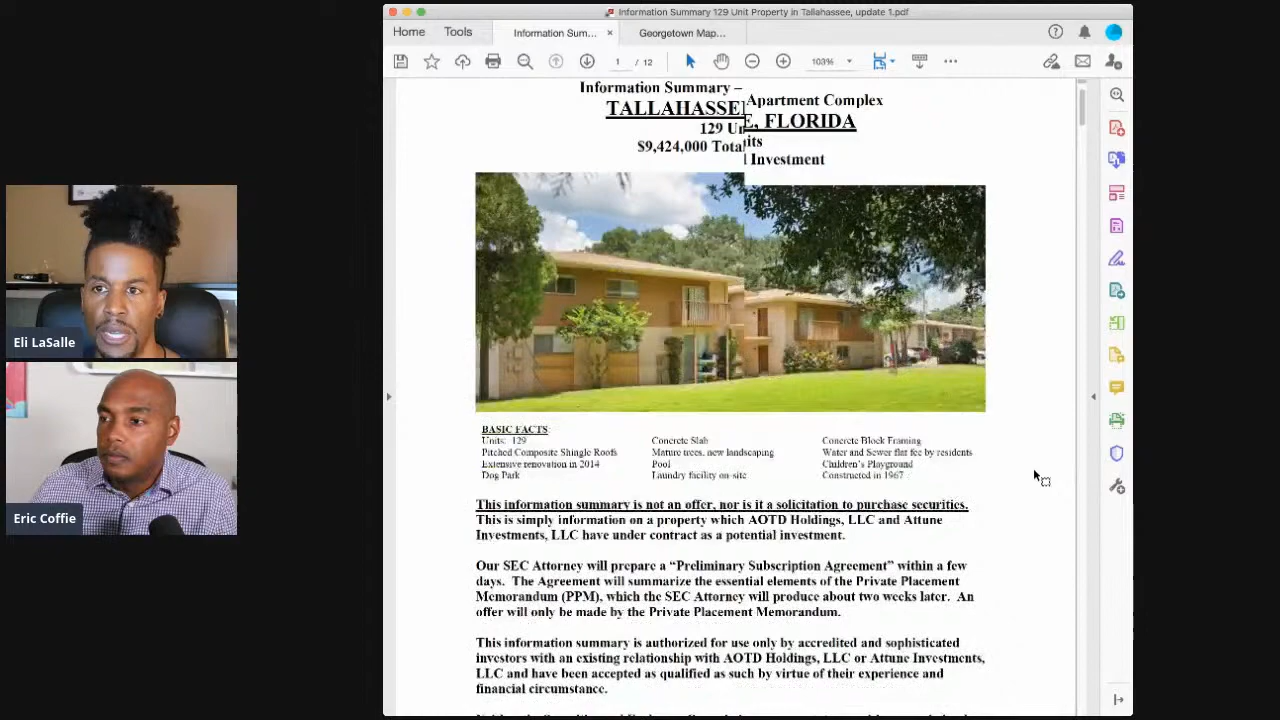 Information Summary 129 Unit Property in Tallahassee, update 1.pdf
Home Tools Information Sum... × Georgetown Map...
1 / 12 103%
Information Summary – Apartment Complex
TALLAHASSEE, FLORIDA
129 Units
$9,424,000 Total Investment
BASIC FACTS
Units: 129 Concrete Slab Concrete Block Framing
Pitched Composite Shingle Roofs Mature trees, new landscaping Water and Sewer flat fee by residents
Extensive renovation in 2014 Pool Children's Playground
Dog Park Laundry facility on-site Constructed in 1967
This information summary is not an offer, nor is it a solicitation to purchase securities.
This is simply information on a property which AOTD Holdings, LLC and Attune
Investments, LLC have under contract as a potential investment.
Our SEC Attorney will prepare a “Preliminary Subscription Agreement” within a few
days. The Agreement will summarize the essential elements of the Private Placement
Memorandum (PPM), which the SEC Attorney will produce about two weeks later. An
offer will only be made by the Private Placement Memorandum.
This information summary is authorized for use only by accredited and sophisticated
investors with an existing relationship with AOTD Holdings, LLC or Attune Investments,
LLC and have been accepted as qualified as such by virtue of their experience and
financial circumstance.
Eli LaSalle
Eric Coffie